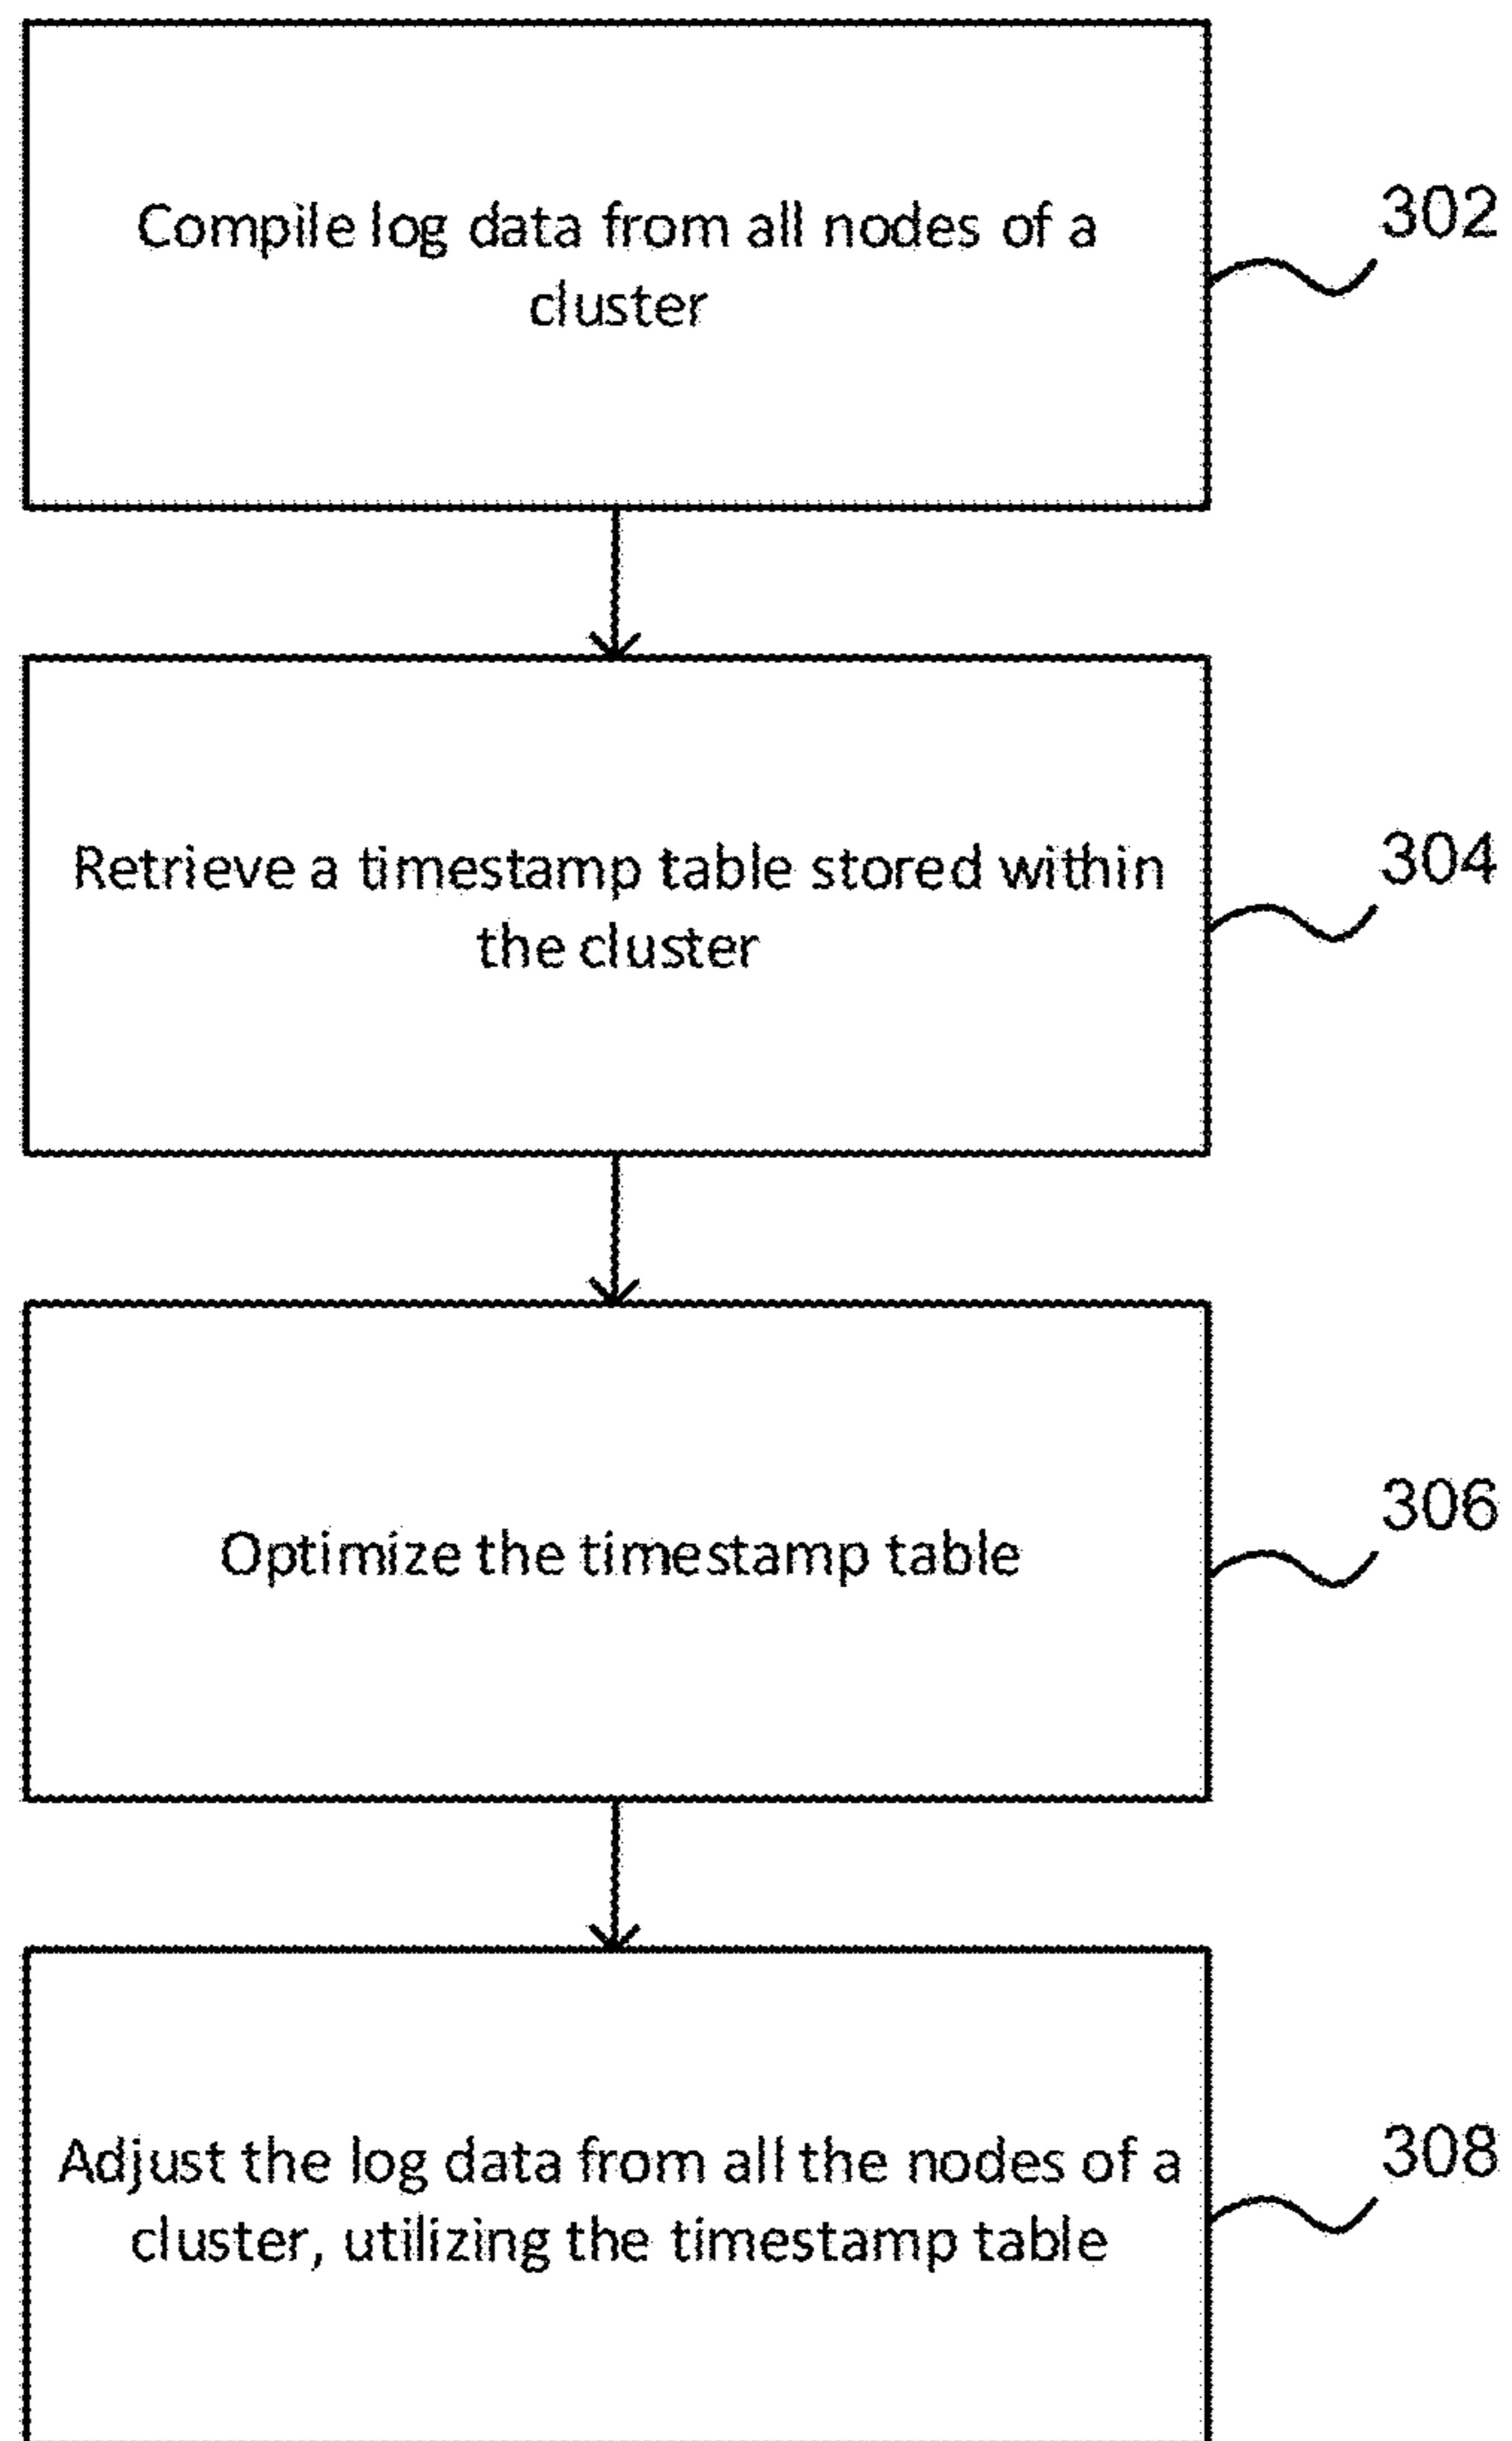 Compile log data from all nodes of a
cluster
302
Retrieve a timestamp table stored within
the cluster
304
Optimize the timestamp table
306
Adjust the log data from all the nodes of a
cluster, utilizing the timestamp table
308